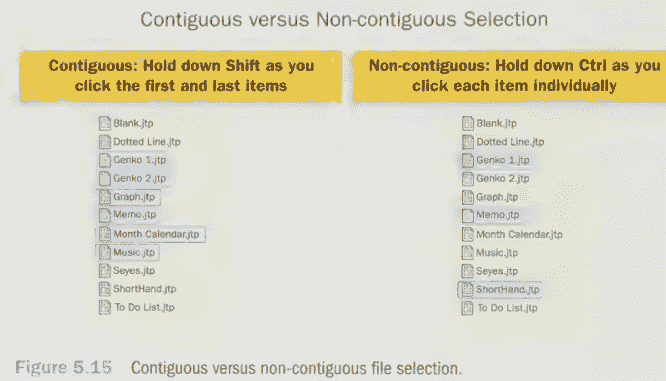 Contiguous versus Non-contiguous Selection
Contiguous: Hold down Shift as you
click the first and last items
Blank.jtp
Dotted Line.jtp
Genko 1.jtp
Genko 2.jtp
Graph.jtp
Memo.jtp
Month Calendar.jtp
Music.jtp
Seyes.jtp
ShortHand.jtp
To Do List.jtp
Non-contiguous: Hold down Ctrl as you
click each item individually
Blank.jtp
Dotted Line.jtp
Genko 1.jtp
Genko 2.jtp
Graph.jtp
Memo.jtp
Month Calendar.jtp
Music.jtp
Seyes.jtp
ShortHand.jtp
To Do List.jtp
Figure 5.15 Contiguous versus non-contiguous file selection.